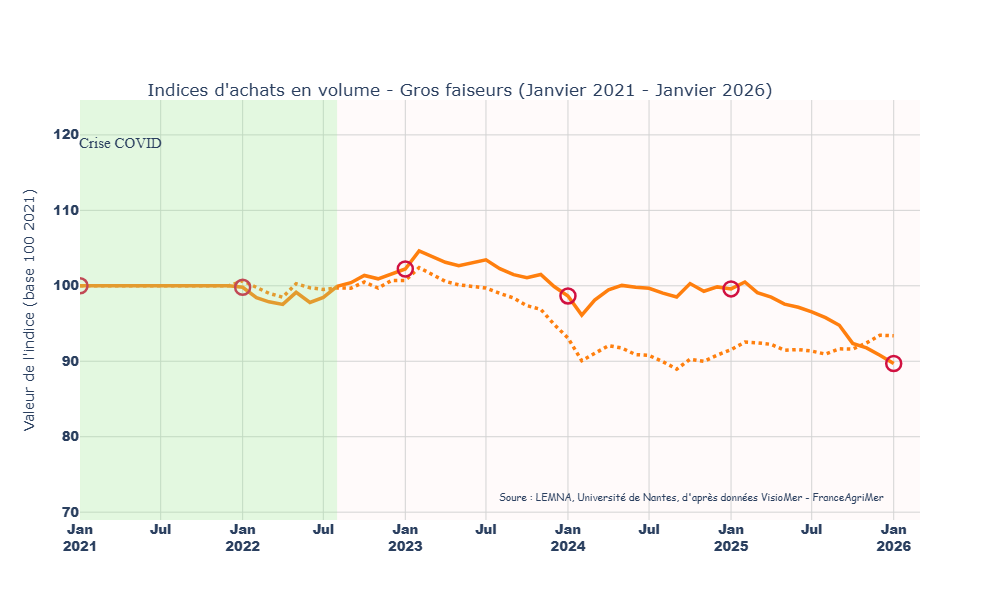 Indices d'achats en volume - Gros faiseurs (Janvier 2021 - Janvier 2026)
Valeur de l'indice (base 100 2021)
120
Crise COVID
110
100
90
80
70
Soure : LEMNA, Université de Nantes, d'après données VisioMer - FranceAgriMer
Jan Jul Jan Jul Jan Jul Jan Jul Jan Jul Jan
2021 2022 2023 2024 2025 2026